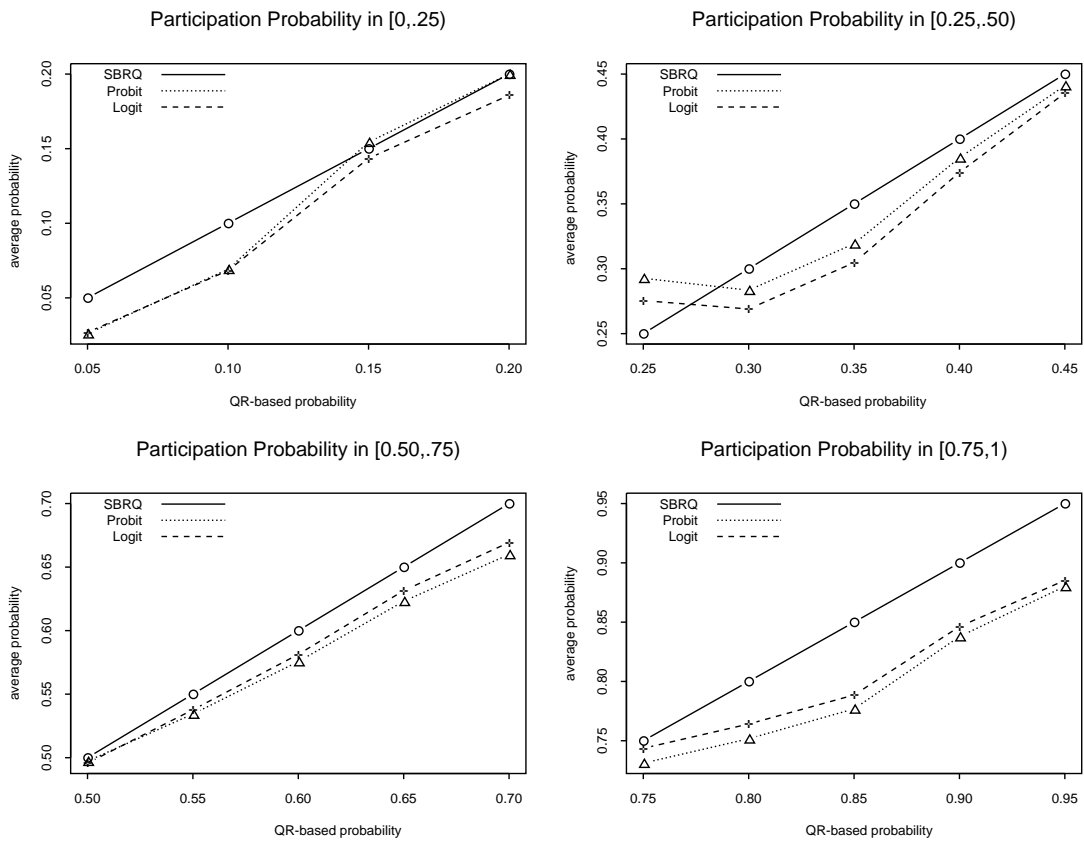 Participation Probability in [0,.25)
SBRQ
Probit
Logit
average probability
0.05
0.10
0.15
0.20
0.05
0.10
0.15
0.20
QR-based probability
Participation Probability in [0.25,.50)
SBRQ
Probit
Logit
average probability
0.25
0.30
0.35
0.40
0.45
0.25
0.30
0.35
0.40
0.45
QR-based probability
Participation Probability in [0.50,.75)
SBRQ
Probit
Logit
average probability
0.50
0.55
0.60
0.65
0.70
0.50
0.55
0.60
0.65
0.70
QR-based probability
Participation Probability in [0.75,1)
SBRQ
Probit
Logit
average probability
0.75
0.80
0.85
0.90
0.95
0.75
0.80
0.85
0.90
0.95
QR-based probability